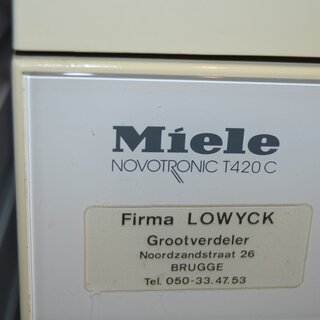 Miele
NOVOTRONIC T420 C
Firma LOWYCK
Grootverdeler
Noordzandstraat 26
BRUGGE
Tel. 050-33.47.53